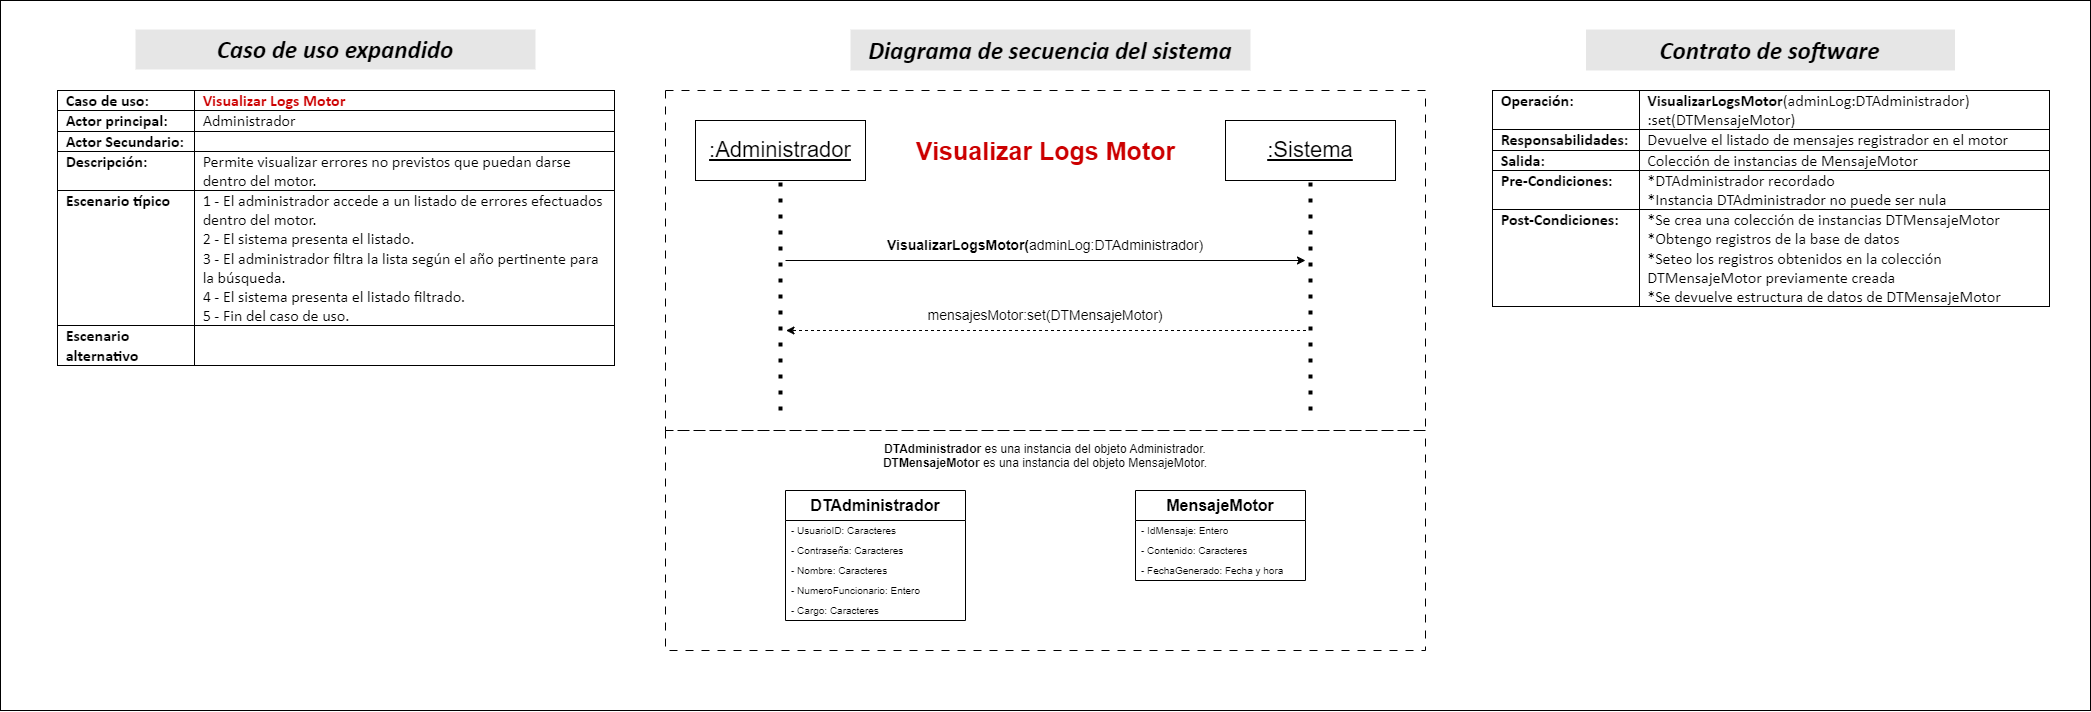 Caso de uso expandido
Caso de uso:
Visualizar Logs Motor
Actor principal:
Administrador
Actor Secundario:
Descripción:
Permite visualizar errores no previstos que puedan darse
dentro del motor.
Escenario típico
1 - El administrador accede a un listado de errores efectuados
dentro del motor.
2 - El sistema presenta el listado.
3 - El administrador filtra la lista según el año pertinente para
la búsqueda.
4 - El sistema presenta el listado filtrado.
5 - Fin del caso de uso.
Escenario
alternativo
Diagrama de secuencia del sistema
:Administrador
Visualizar Logs Motor
:Sistema
VisualizarLogsMotor(adminLog:DTAdministrador)
mensajesMotor:set(DTMensajeMotor)
DTAdministrador es una instancia del objeto Administrador.
DTMensajeMotor es una instancia del objeto MensajeMotor.
DTAdministrador
- UsuarioID: Caracteres
- Contraseña: Caracteres
- Nombre: Caracteres
- NumeroFuncionario: Entero
- Cargo: Caracteres
MensajeMotor
- IdMensaje: Entero
- Contenido: Caracteres
- FechaGenerado: Fecha y hora
Contrato de software
Operación:
VisualizarLogsMotor(adminLog:DTAdministrador)
:set(DTMensajeMotor)
Responsabilidades:
Devuelve el listado de mensajes registrador en el motor
Salida:
Colección de instancias de MensajeMotor
Pre-Condiciones:
*DTAdministrador recordado
*Instancia DTAdministrador no puede ser nula
Post-Condiciones:
*Se crea una colección de instancias DTMensajeMotor
*Obtengo registros de la base de datos
*Seteo los registros obtenidos en la colección
DTMensajeMotor previamente creada
*Se devuelve estructura de datos de DTMensajeMotor